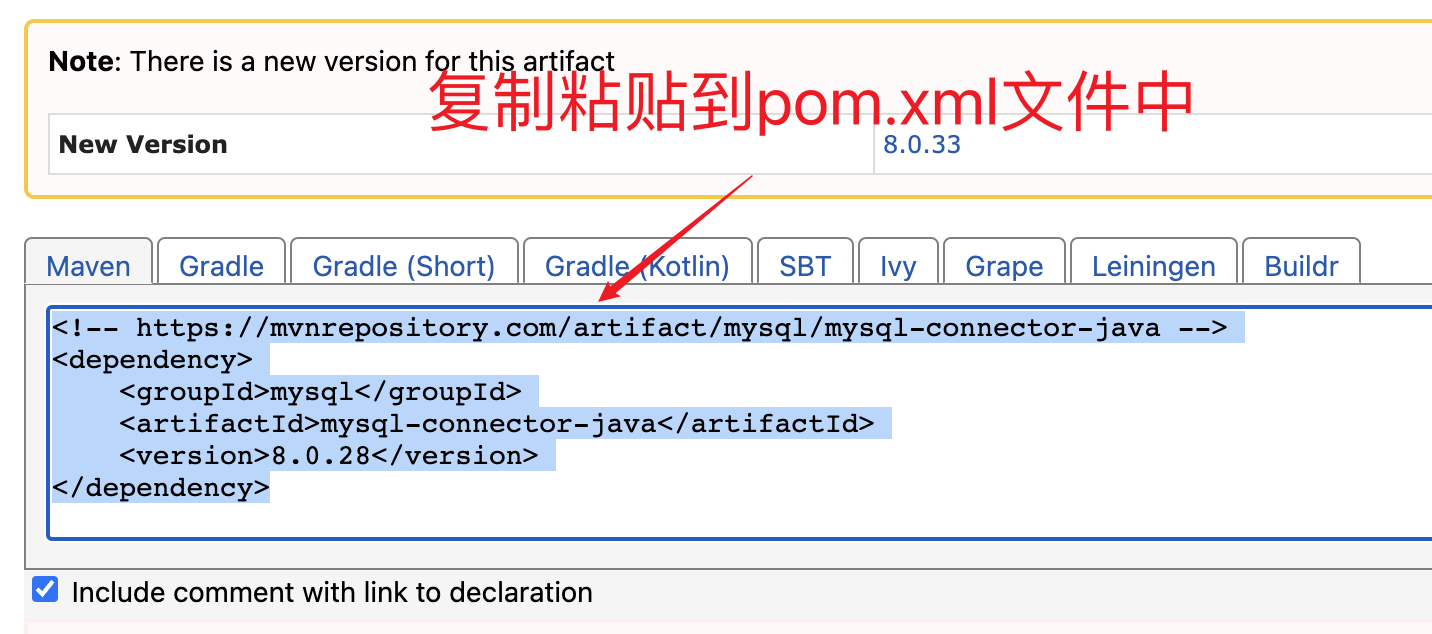 Note: There is a new version for this artifact
复制粘贴到pom.xml文件中
New Version 8.0.33
Maven Gradle Gradle (Short) Gradle (Kotlin) SBT Ivy Grape Leiningen Buildr
<!-- https://mvnrepository.com/artifact/mysql/mysql-connector-java -->
<dependency>
    <groupId>mysql</groupId>
    <artifactId>mysql-connector-java</artifactId>
    <version>8.0.28</version>
</dependency>
Include comment with link to declaration